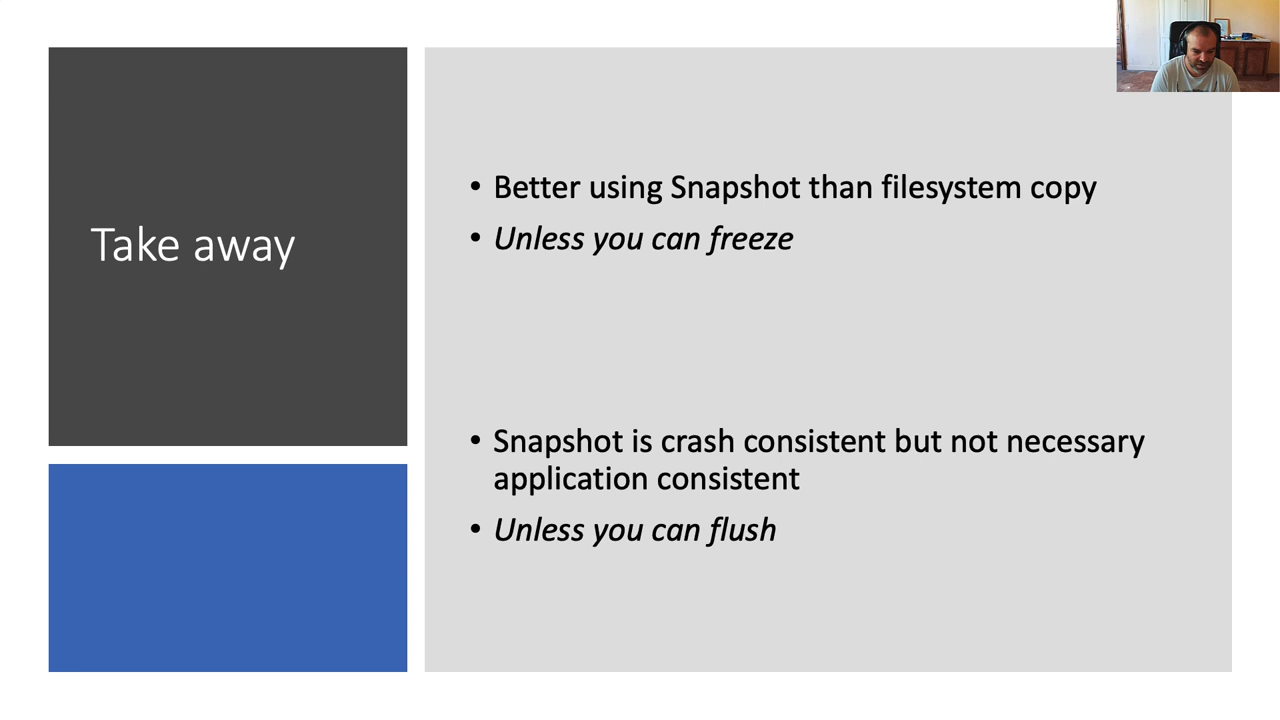 Take away
• Better using Snapshot than filesystem copy
• Unless you can freeze
• Snapshot is crash consistent but not necessary
application consistent
• Unless you can flush